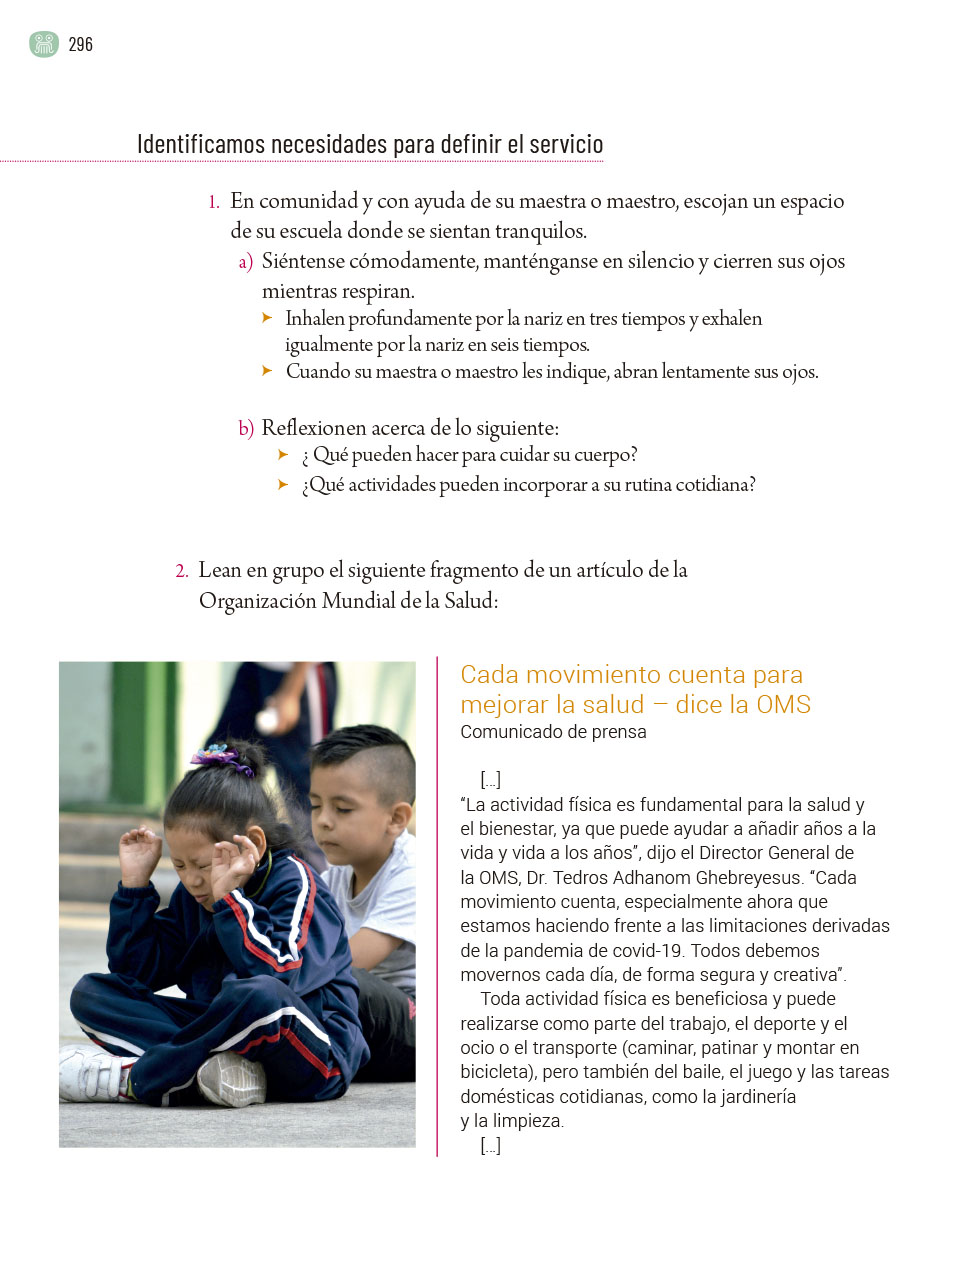 296
Identificamos necesidades para definir el servicio
1. En comunidad y con ayuda de su maestra o maestro, escojan un espacio
de su escuela donde se sientan tranquilos.
a) Siéntense cómodamente, manténganse en silencio y cierren sus ojos
mientras respiran.
➤ Inhalen profundamente por la nariz en tres tiempos y exhalen
igualmente por la nariz en seis tiempos.
➤ Cuando su maestra o maestro les indique, abran lentamente sus ojos.
b) Reflexionen acerca de lo siguiente:
➤ ¿ Qué pueden hacer para cuidar su cuerpo?
➤ ¿Qué actividades pueden incorporar a su rutina cotidiana?
2. Lean en grupo el siguiente fragmento de un artículo de la
Organización Mundial de la Salud:
Cada movimiento cuenta para
mejorar la salud – dice la OMS
Comunicado de prensa
[...]
“La actividad física es fundamental para la salud y
el bienestar, ya que puede ayudar a añadir años a la
vida y vida a los años”, dijo el Director General de
la OMS, Dr. Tedros Adhanom Ghebreyesus. “Cada
movimiento cuenta, especialmente ahora que
estamos haciendo frente a las limitaciones derivadas
de la pandemia de covid-19. Todos debemos
movernos cada día, de forma segura y creativa”.
Toda actividad física es beneficiosa y puede
realizarse como parte del trabajo, el deporte y el
ocio o el transporte (caminar, patinar y montar en
bicicleta), pero también del baile, el juego y las tareas
domésticas cotidianas, como la jardinería
y la limpieza.
[...]